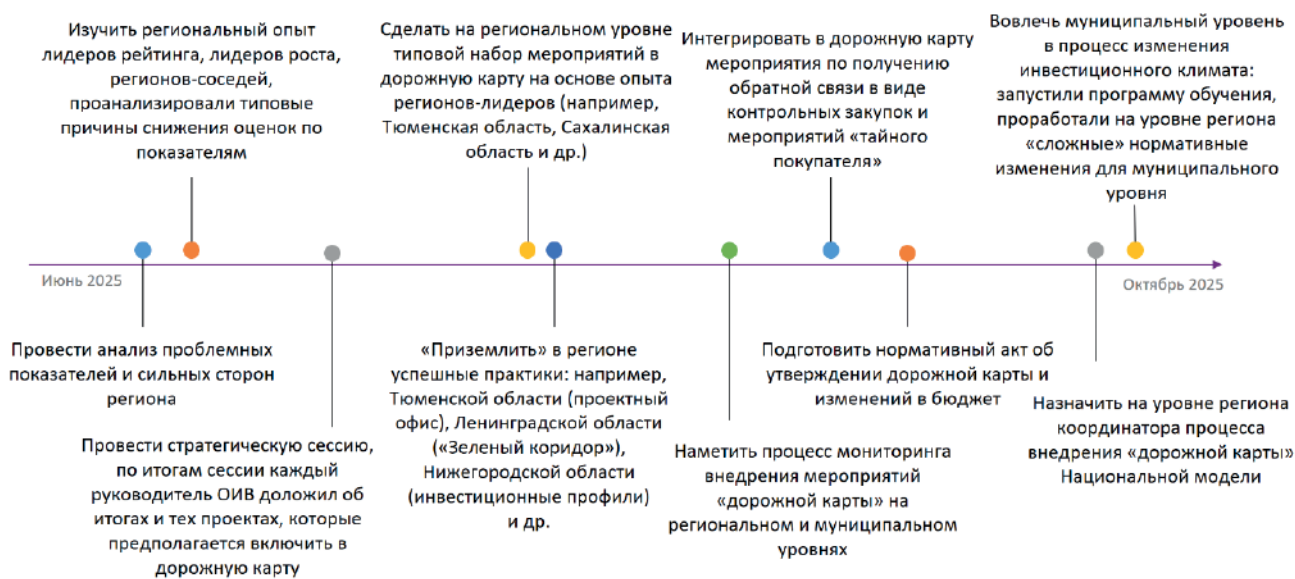 Изучить региональный опыт
лидеров рейтинга, лидеров роста,
регионов-соседей,
проанализировали типовые
причины снижения оценок по
показателям
Сделать на региональном уровне
типовой набор мероприятий в
дорожную карту на основе опыта
регионов-лидеров (например,
Тюменская область, Сахалинская
область и др.)
Интегрировать в дорожную карту
мероприятия по получению
обратной связи в виде
контрольных закупок и
мероприятий «тайного
покупателя»
Вовлечь муниципальный уровень
в процесс изменения
инвестиционного климата:
запустили программу обучения,
проработали на уровне региона
«сложные» нормативные
изменения для муниципального
уровня
Июнь 2025
Октябрь 2025
Провести анализ проблемных
показателей и сильных сторон
региона
Провести стратегическую сессию,
по итогам сессии каждый
руководитель ОИВ доложил об
итогах и тех проектах, которые
предполагается включить в
дорожную карту
«Приземлить» в регионе
успешные практики: например,
Тюменской области (проектный
офис), Ленинградской области
(«Зеленый коридор»),
Нижегородской области
(инвестиционные профили)
и др.
Наметить процесс мониторинга
внедрения мероприятий
«дорожной карты» на
региональном и муниципальном
уровнях
Подготовить нормативный акт об
утверждении дорожной карты и
изменений в бюджет
Назначить на уровне региона
координатора процесса
внедрения «дорожной карты»
Национальной модели